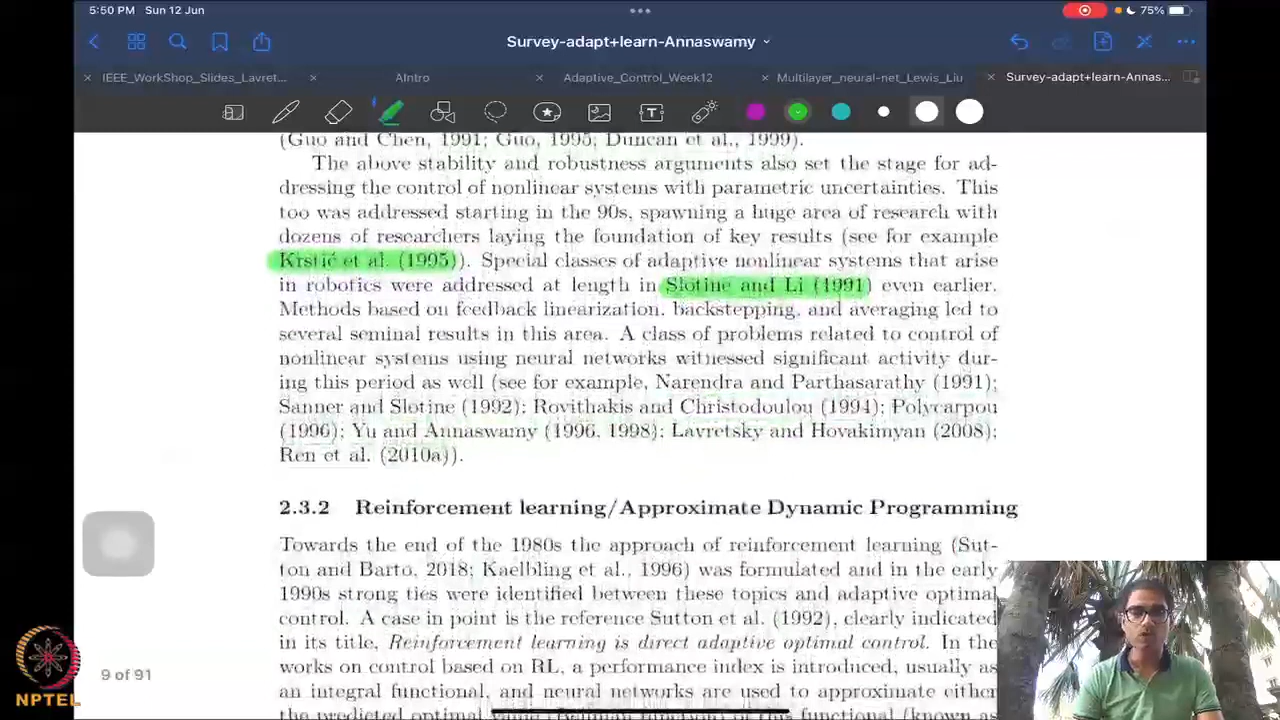 5:50 PM Sun 12 Jun
75%
Survey-adapt+learn-Annaswamy
IEEE_WorkShop_Slides_Lavret...
AIntro
Adaptive_Control_Week12
Multilayer_neural-net_Lewis_Liu
Survey-adapt+learn-Annas...
(Guo and Chen, 1991; Guo, 1995; Duncan et al., 1999).
The above stability and robustness arguments also set the stage for ad-
dressing the control of nonlinear systems with parametric uncertainties. This
too was addressed starting in the 90s, spawning a huge area of research with
dozens of researchers laying the foundation of key results (see for example
Krstić et al. (1995)). Special classes of adaptive nonlinear systems that arise
in robotics were addressed at length in Slotine and Li (1991) even earlier.
Methods based on feedback linearization, backstepping, and averaging led to
several seminal results in this area. A class of problems related to control of
nonlinear systems using neural networks witnessed significant activity dur-
ing this period as well (see for example, Narendra and Parthasarathy (1991);
Sanner and Slotine (1992); Rovithakis and Christodoulou (1994); Polycarpou
(1996); Yu and Annaswamy (1996, 1998); Lavretsky and Hovakimyan (2008);
Ren et al. (2010a)).
2.3.2 Reinforcement learning/Approximate Dynamic Programming
Towards the end of the 1980s the approach of reinforcement learning (Sut-
ton and Barto, 2018; Kaelbling et al., 1996) was formulated and in the early
1990s strong ties were identified between these topics and adaptive optimal
control. A case in point is the reference Sutton et al. (1992), clearly indicated
in its title, Reinforcement learning is direct adaptive optimal control. In the
works on control based on RL, a performance index is introduced, usually as
an integral functional, and neural networks are used to approximate either
the predicted optimal value (Bellman function) of this functional (known as
9 of 91
NPTEL